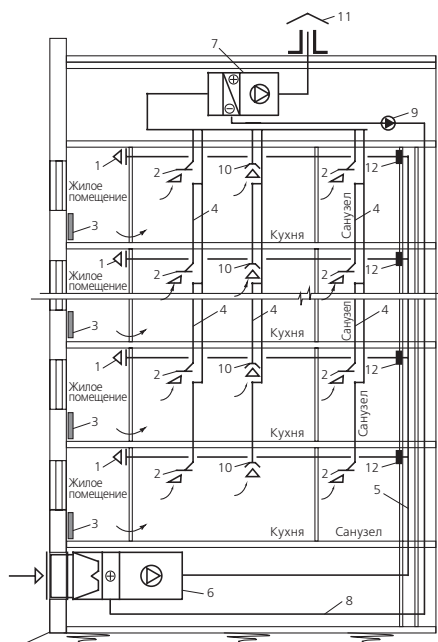 11
7
9
1
2
10
2
12
Жилое
помещение
3
4
Санузел
4
Кухня
1
2
10
2
12
Жилое
помещение
3
4
4
Санузел
4
Кухня
1
2
10
2
12
Жилое
помещение
3
Санузел
Кухня
1
2
10
2
12
Жилое
помещение
5
3
Кухня
Санузел
6
8